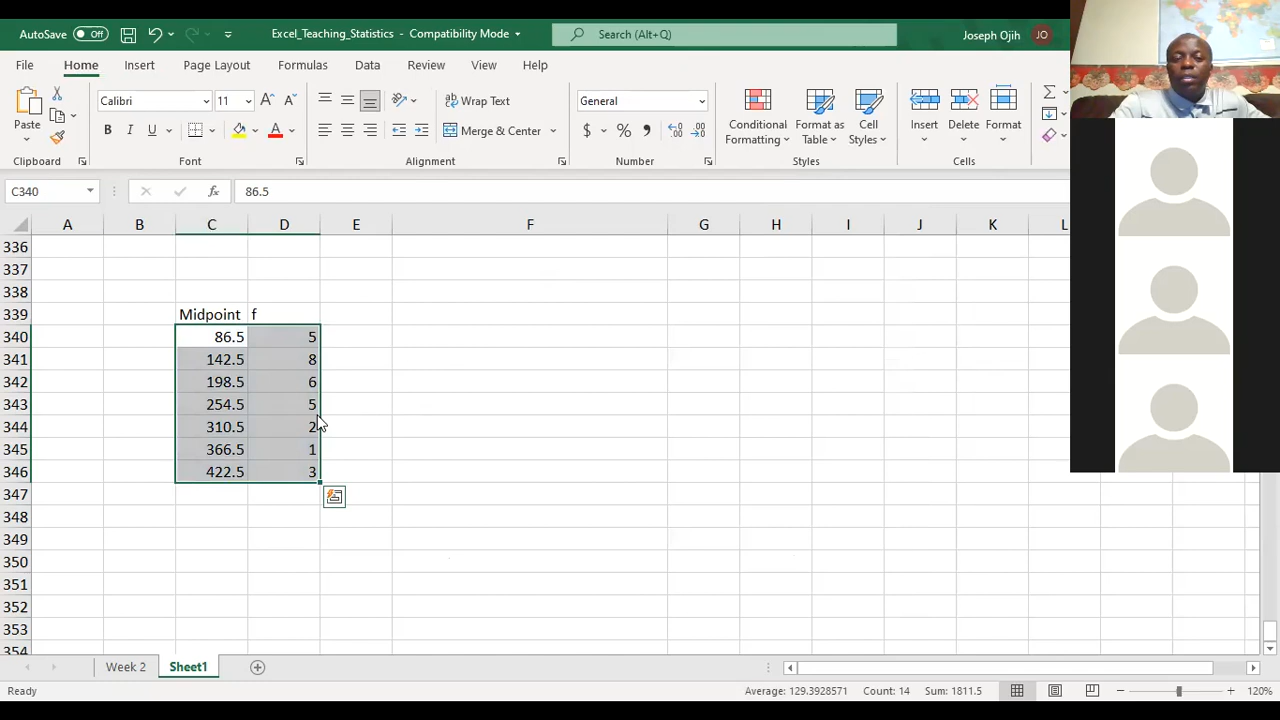 AutoSave Off Excel_Teaching_Statistics - Compatibility Mode Search (Alt+Q) Joseph Ojih JO
File Home Insert Page Layout Formulas Data Review View Help
Calibri 11 A A Wrap Text General
Paste B I U A Merge & Center $ % Conditional Formatting Format as Table Cell Styles Insert Delete Format
Clipboard Font Alignment Number Styles Cells
C340 fx 86.5
A B C D E F G H I J K L
336
337
338
339 Midpoint f
340 86.5 5
341 142.5 8
342 198.5 6
343 254.5 5
344 310.5 2
345 366.5 1
346 422.5 3
347
348
349
350
351
352
353
354
Week 2 Sheet1
Ready Average: 129.3928571 Count: 14 Sum: 1811.5 120%